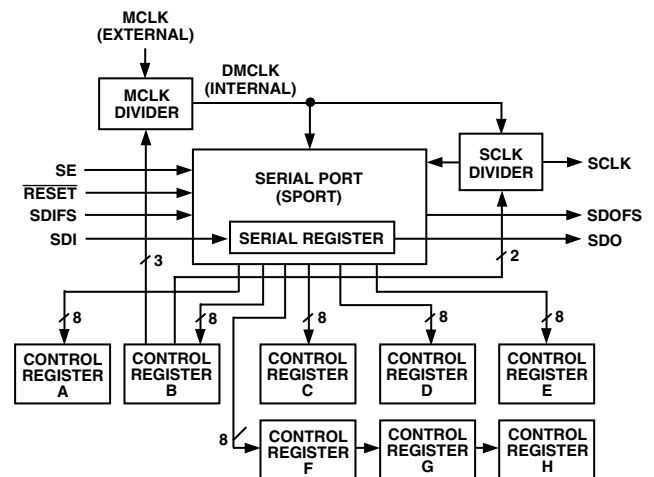 MCLK
(EXTERNAL)
DMCLK
(INTERNAL)
MCLK
DIVIDER
SE
RESET
SDIFS
SDI
SERIAL PORT
(SPORT)
SERIAL REGISTER
SCLK
DIVIDER
SCLK
SDOFS
SDO
3
2
8
8
8
8
8
CONTROL
REGISTER
A
CONTROL
REGISTER
B
CONTROL
REGISTER
C
CONTROL
REGISTER
D
CONTROL
REGISTER
E
8
CONTROL
REGISTER
F
CONTROL
REGISTER
G
CONTROL
REGISTER
H